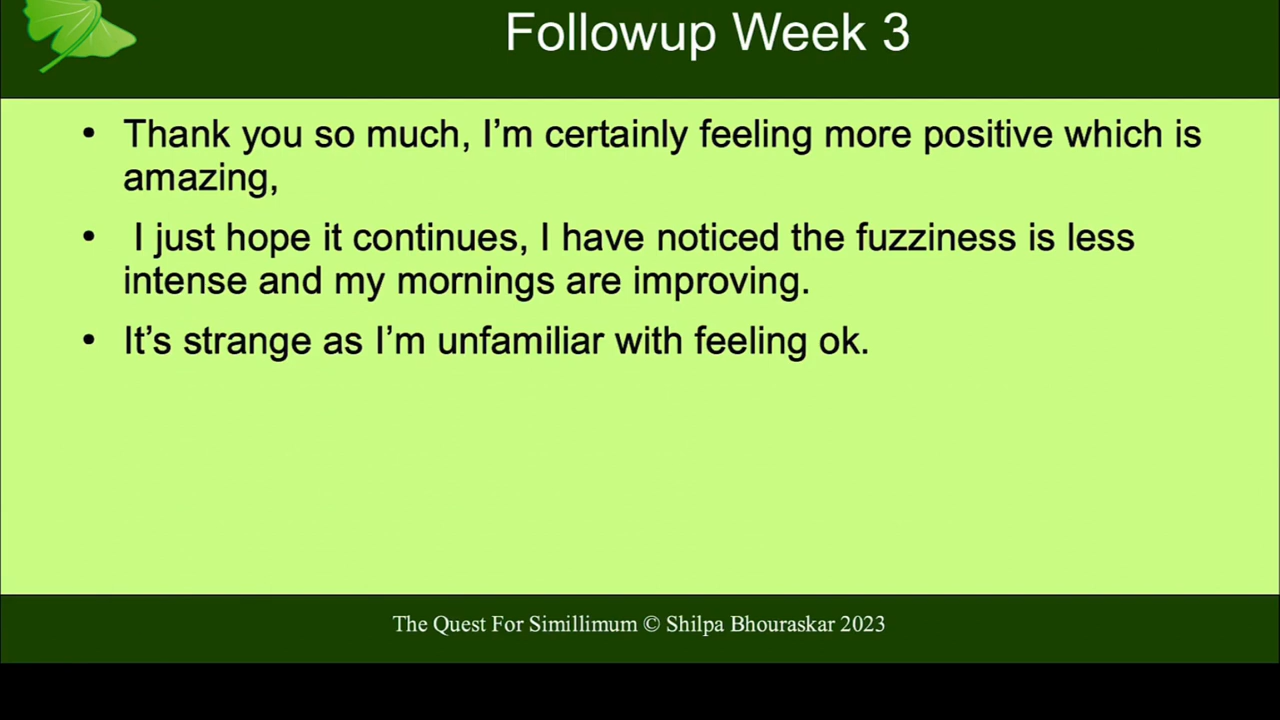 Followup Week 3
• Thank you so much, I’m certainly feeling more positive which is
amazing,
• I just hope it continues, I have noticed the fuzziness is less
intense and my mornings are improving.
• It’s strange as I’m unfamiliar with feeling ok.
The Quest For Simillimum © Shilpa Bhouraskar 2023